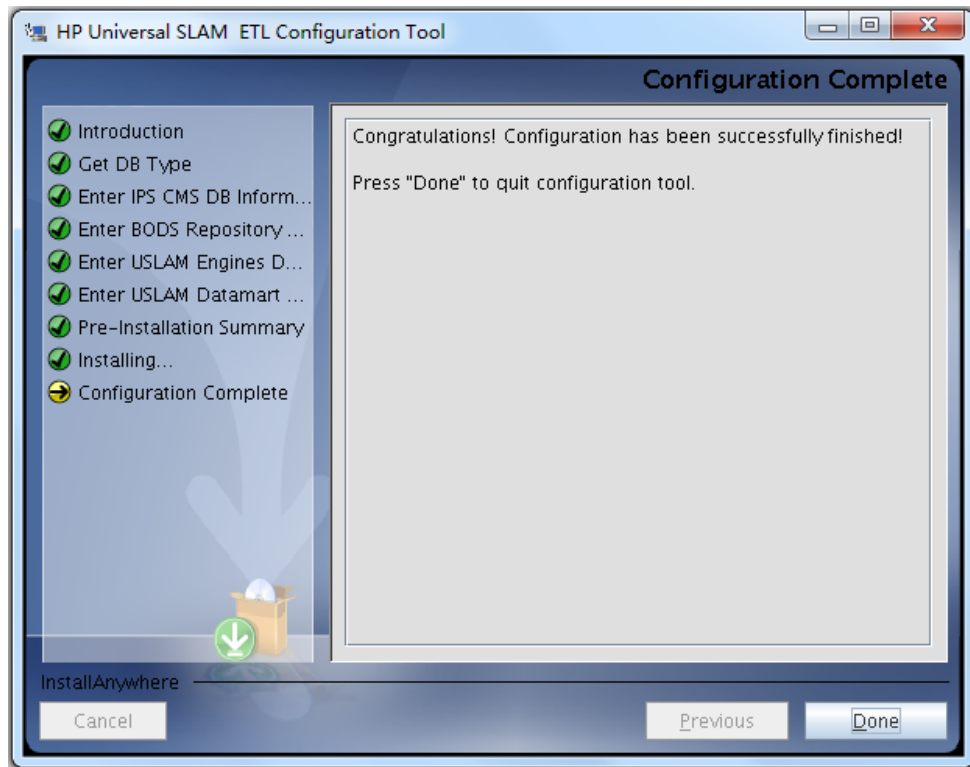 HP Universal SLAM ETL Configuration Tool
Configuration Complete
Introduction
Get DB Type
Enter IPS CMS DB Inform...
Enter BODS Repository ...
Enter USLAM Engines D...
Enter USLAM Datamart ...
Pre-Installation Summary
Installing...
Configuration Complete
Congratulations! Configuration has been successfully finished!
Press "Done" to quit configuration tool.
InstallAnywhere
Cancel
Previous
Done